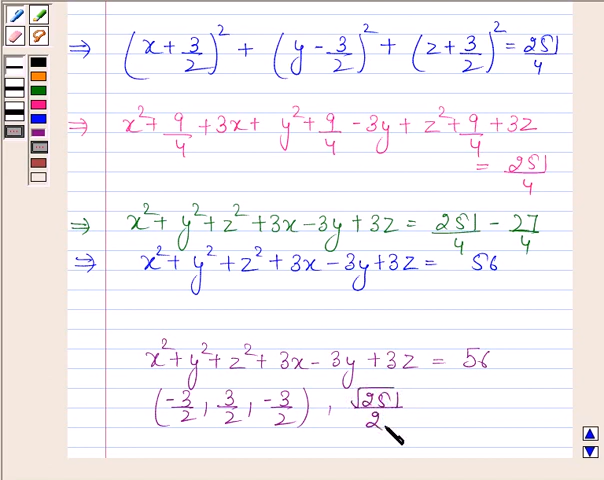 ⇒ (x + 3/2)² + (y − 3/2)² + (z + 3/2)² = 251/4
⇒ x² + 9/4 + 3x + y² + 9/4 − 3y + z² + 9/4 + 3z
= 251/4
⇒ x² + y² + z² + 3x − 3y + 3z = 251/4 − 27/4
⇒ x² + y² + z² + 3x − 3y + 3z = 56
x² + y² + z² + 3x − 3y + 3z = 56
(−3/2, 3/2, −3/2), √251/2